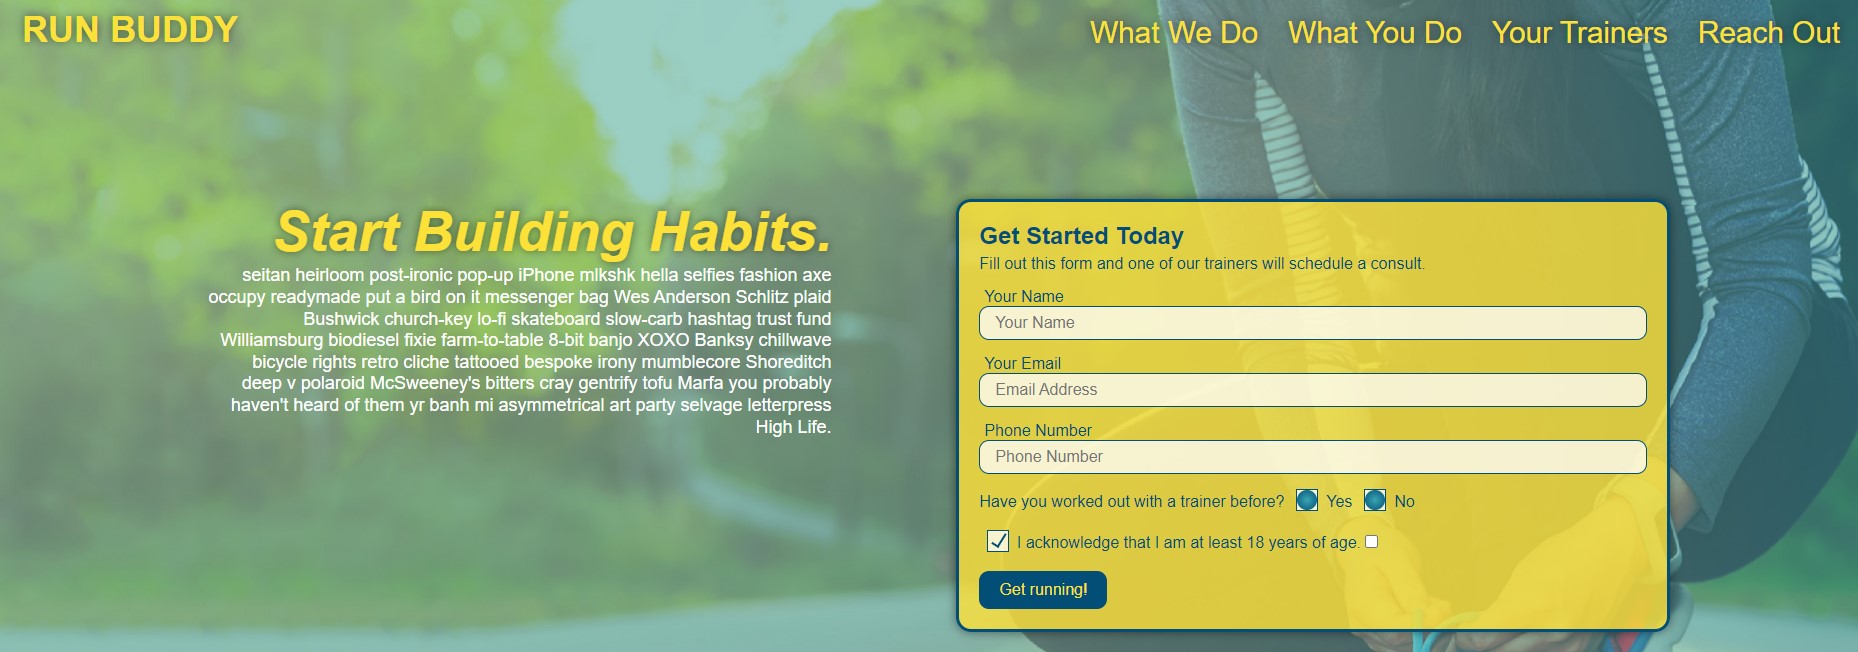 RUN BUDDY
What We Do
What You Do
Your Trainers
Reach Out
Start Building Habits.
seitan heirloom post-ironic pop-up iPhone mlkshk hella selfies fashion axe
occupy readymade put a bird on it messenger bag Wes Anderson Schlitz plaid
Bushwick church-key lo-fi skateboard slow-carb hashtag trust fund
Williamsburg biodiesel fixie farm-to-table 8-bit banjo XOXO Banksy chillwave
bicycle rights retro cliche tattooed bespoke irony mumblecore Shoreditch
deep v polaroid McSweeney's bitters cray gentrify tofu Marfa you probably
haven't heard of them yr banh mi asymmetrical art party selvage letterpress
High Life.
Get Started Today
Fill out this form and one of our trainers will schedule a consult.
Your Name
Your Name
Your Email
Email Address
Phone Number
Phone Number
Have you worked out with a trainer before? Yes No
I acknowledge that I am at least 18 years of age.
Get running!